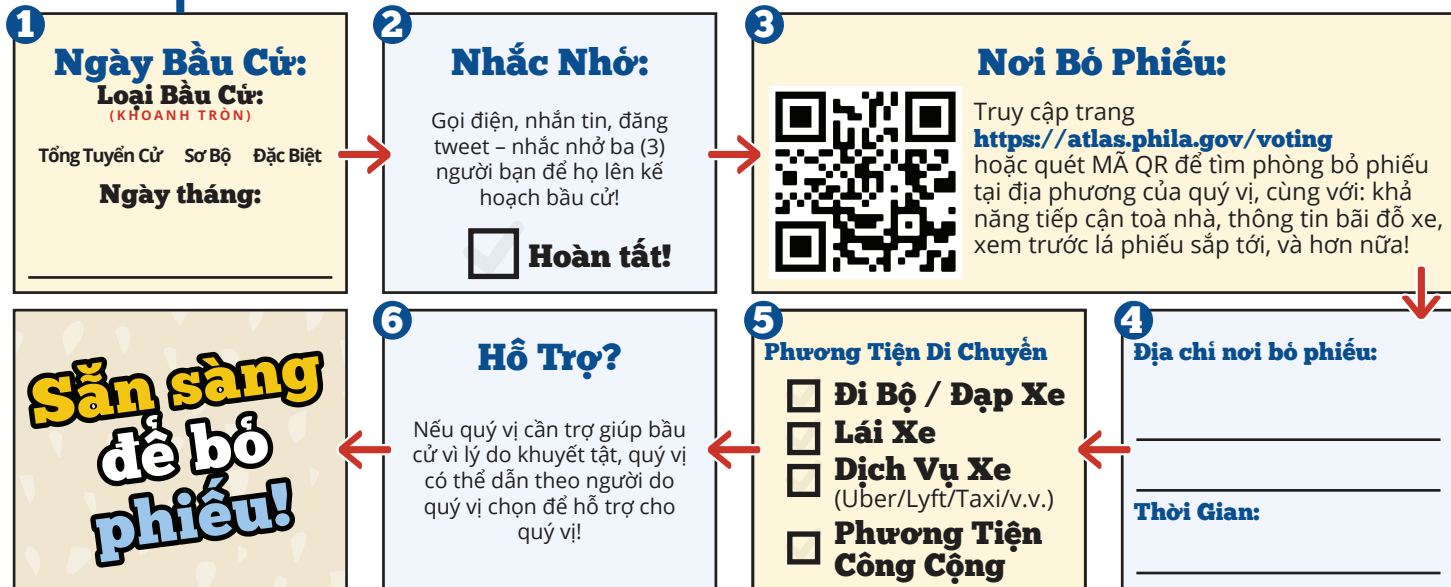 1
Ngày Bầu Cử:
Loại Bầu Cử:
(KHOANH TRÒN)
Tổng Tuyển Cử Sơ Bộ Đặc Biệt
Ngày tháng:
2
Nhắc Nhở:
Gọi điện, nhắn tin, đăng
tweet – nhắc nhở ba (3)
người bạn để họ lên kế
hoạch bầu cử!
Hoàn tất!
3
Nơi Bỏ Phiếu:
Truy cập trang
https://atlas.phila.gov/voting
hoặc quét MÃ QR để tìm phòng bỏ phiếu
tại địa phương của quý vị, cùng với: khả
năng tiếp cận toà nhà, thông tin bãi đỗ xe,
xem trước lá phiếu sắp tới, và hơn nữa!
4
Địa chỉ nơi bỏ phiếu:
Thời Gian:
5
Phương Tiện Di Chuyển
Đi Bộ / Đạp Xe
Lái Xe
Dịch Vụ Xe
(Uber/Lyft/Taxi/v.v.)
Phương Tiện
Công Cộng
6
Hỗ Trợ?
Nếu quý vị cần trợ giúp bầu
cử vì lý do khuyết tật, quý vị
có thể dẫn theo người do
quý vị chọn để hỗ trợ cho
quý vị!
Sẵn sàng
để bỏ
phiếu!